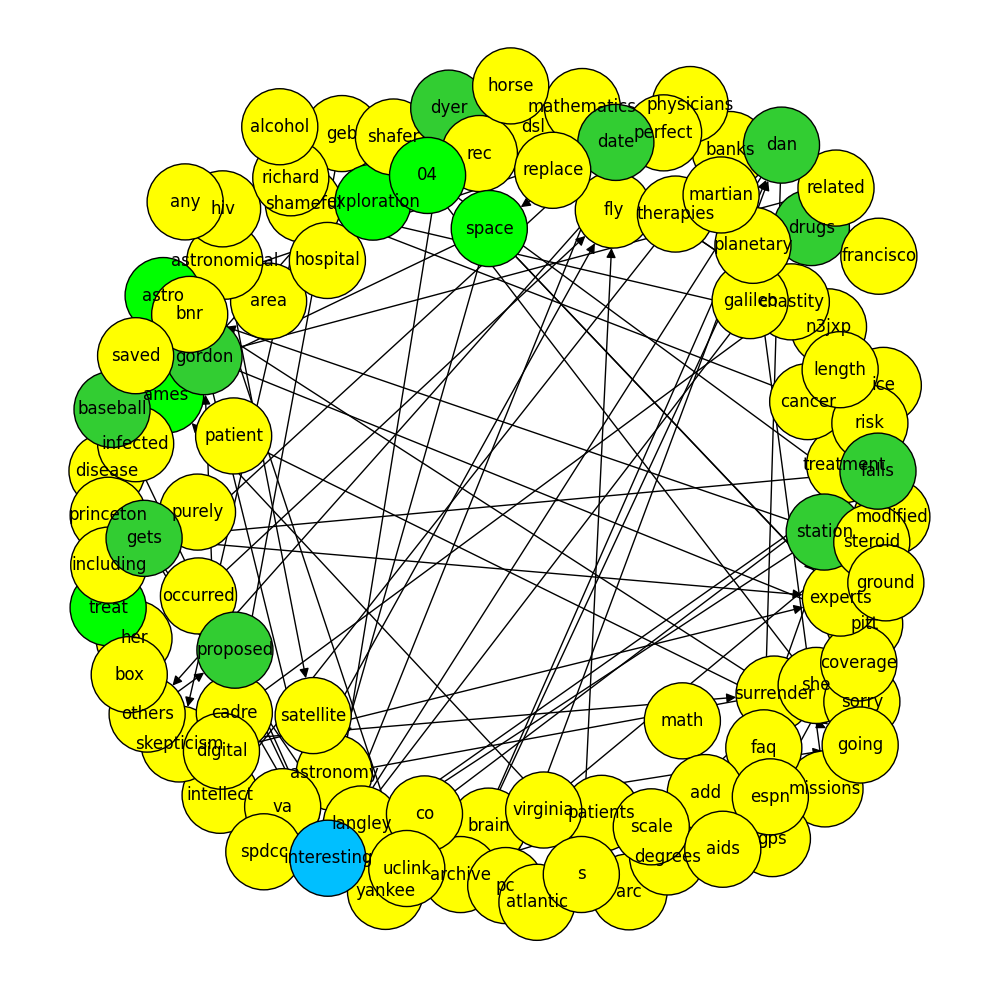 horse
dyer
mathematics
physicians
dsl
alcohol
geb
shafer
date
perfect
banks
dan
rec
replace
04
richard
related
martian
any
hiv
shameful
exploration
fly
therapies
space
drugs
planetary
francisco
astronomical
hospital
astro
area
galileo
chastity
bnr
n3jxp
saved
gordon
length
ice
ames
cancer
baseball
risk
infected
patient
disease
treatment
falls
princeton
purely
modified
gets
station
steroid
including
occurred
experts
ground
treat
her
pitt
proposed
box
coverage
she
surrender
sorry
others
cadre
satellite
math
skepticism
digital
faq
going
astronomy
intellect
va
add
espn
missions
langley
co
brain
virginia
patients
scale
spdcc
interesting
gps
aids
degrees
uclink
archive
yankee
pc
s
arc
atlantic